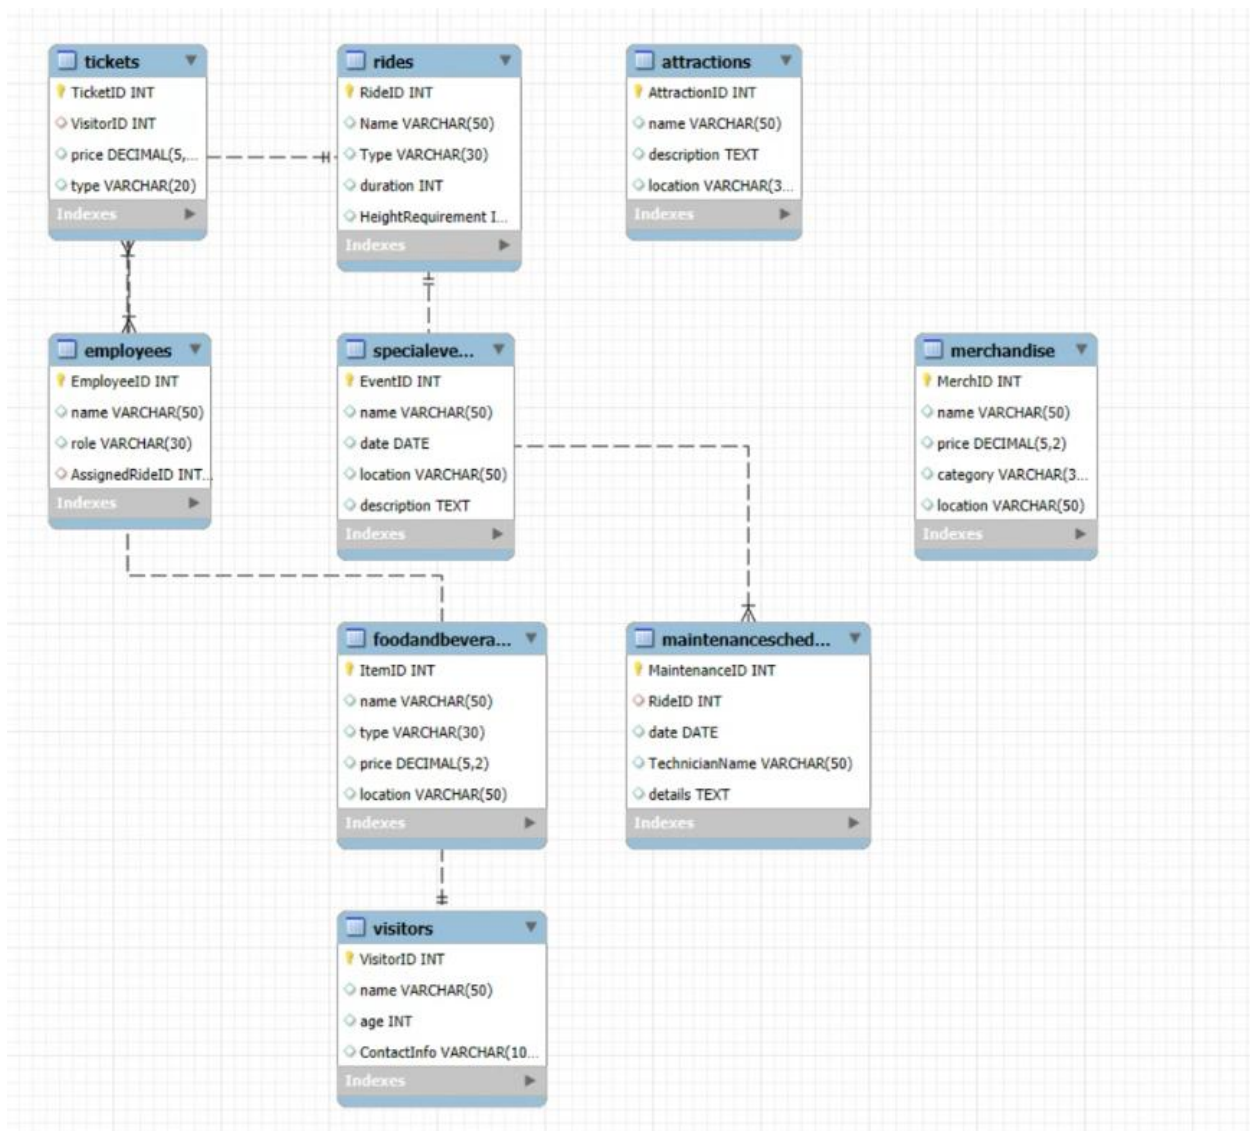 tickets
TicketID INT
VisitorID INT
price DECIMAL(5,...
type VARCHAR(20)
Indexes
rides
RideID INT
Name VARCHAR(50)
Type VARCHAR(30)
duration INT
HeightRequirement I...
Indexes
attractions
AttractionID INT
name VARCHAR(50)
description TEXT
location VARCHAR(3...
Indexes
employees
EmployeeID INT
name VARCHAR(50)
role VARCHAR(30)
AssignedRideID INT...
Indexes
specialeve...
EventID INT
name VARCHAR(50)
date DATE
location VARCHAR(50)
description TEXT
Indexes
merchandise
MerchID INT
name VARCHAR(50)
price DECIMAL(5,2)
category VARCHAR(3...
location VARCHAR(50)
Indexes
foodandbevera...
ItemID INT
name VARCHAR(50)
type VARCHAR(30)
price DECIMAL(5,2)
location VARCHAR(50)
Indexes
maintenancesched...
MaintenanceID INT
RideID INT
date DATE
TechnicianName VARCHAR(50)
details TEXT
Indexes
visitors
VisitorID INT
name VARCHAR(50)
age INT
ContactInfo VARCHAR(10...
Indexes